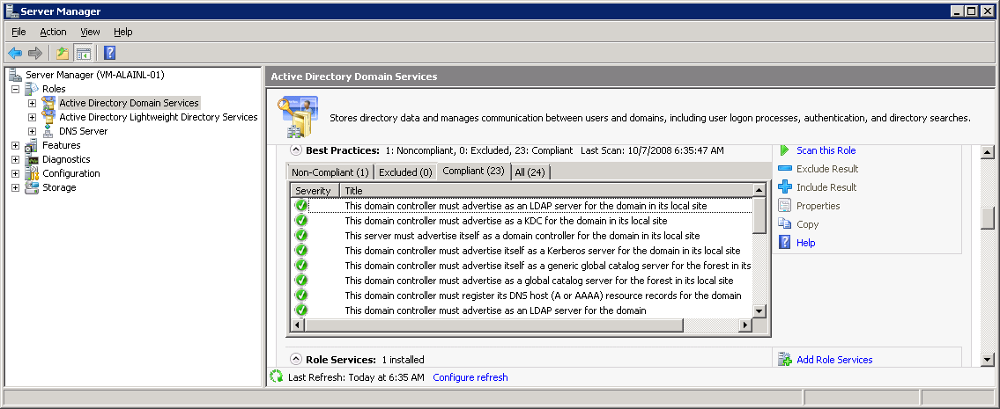 Server Manager
File Action View Help
Server Manager (VM-ALAINL-01)
Roles
Active Directory Domain Services
Active Directory Lightweight Directory Services
DNS Server
Features
Diagnostics
Configuration
Storage
Active Directory Domain Services
Stores directory data and manages communication between users and domains, including user logon processes, authentication, and directory searches.
Best Practices: 1: Noncompliant, 0: Excluded, 23: Compliant Last Scan: 10/7/2008 6:35:47 AM
Non-Compliant (1) Excluded (0) Compliant (23) All (24)
Severity Title
This domain controller must advertise as an LDAP server for the domain in its local site
This domain controller must advertise as a KDC for the domain in its local site
This server must advertise itself as a domain controller for the domain in its local site
This domain controller must advertise itself as a Kerberos server for the domain in its local site
This domain controller must advertise itself as a generic global catalog server for the forest in its
This domain controller must advertise as a global catalog server for the forest in its local site
This domain controller must register its DNS host (A or AAAA) resource records for the domain
This domain controller must advertise as an LDAP server for the domain
Scan this Role
Exclude Result
Include Result
Properties
Copy
Help
Role Services: 1 installed
Add Role Services
Last Refresh: Today at 6:35 AM Configure refresh